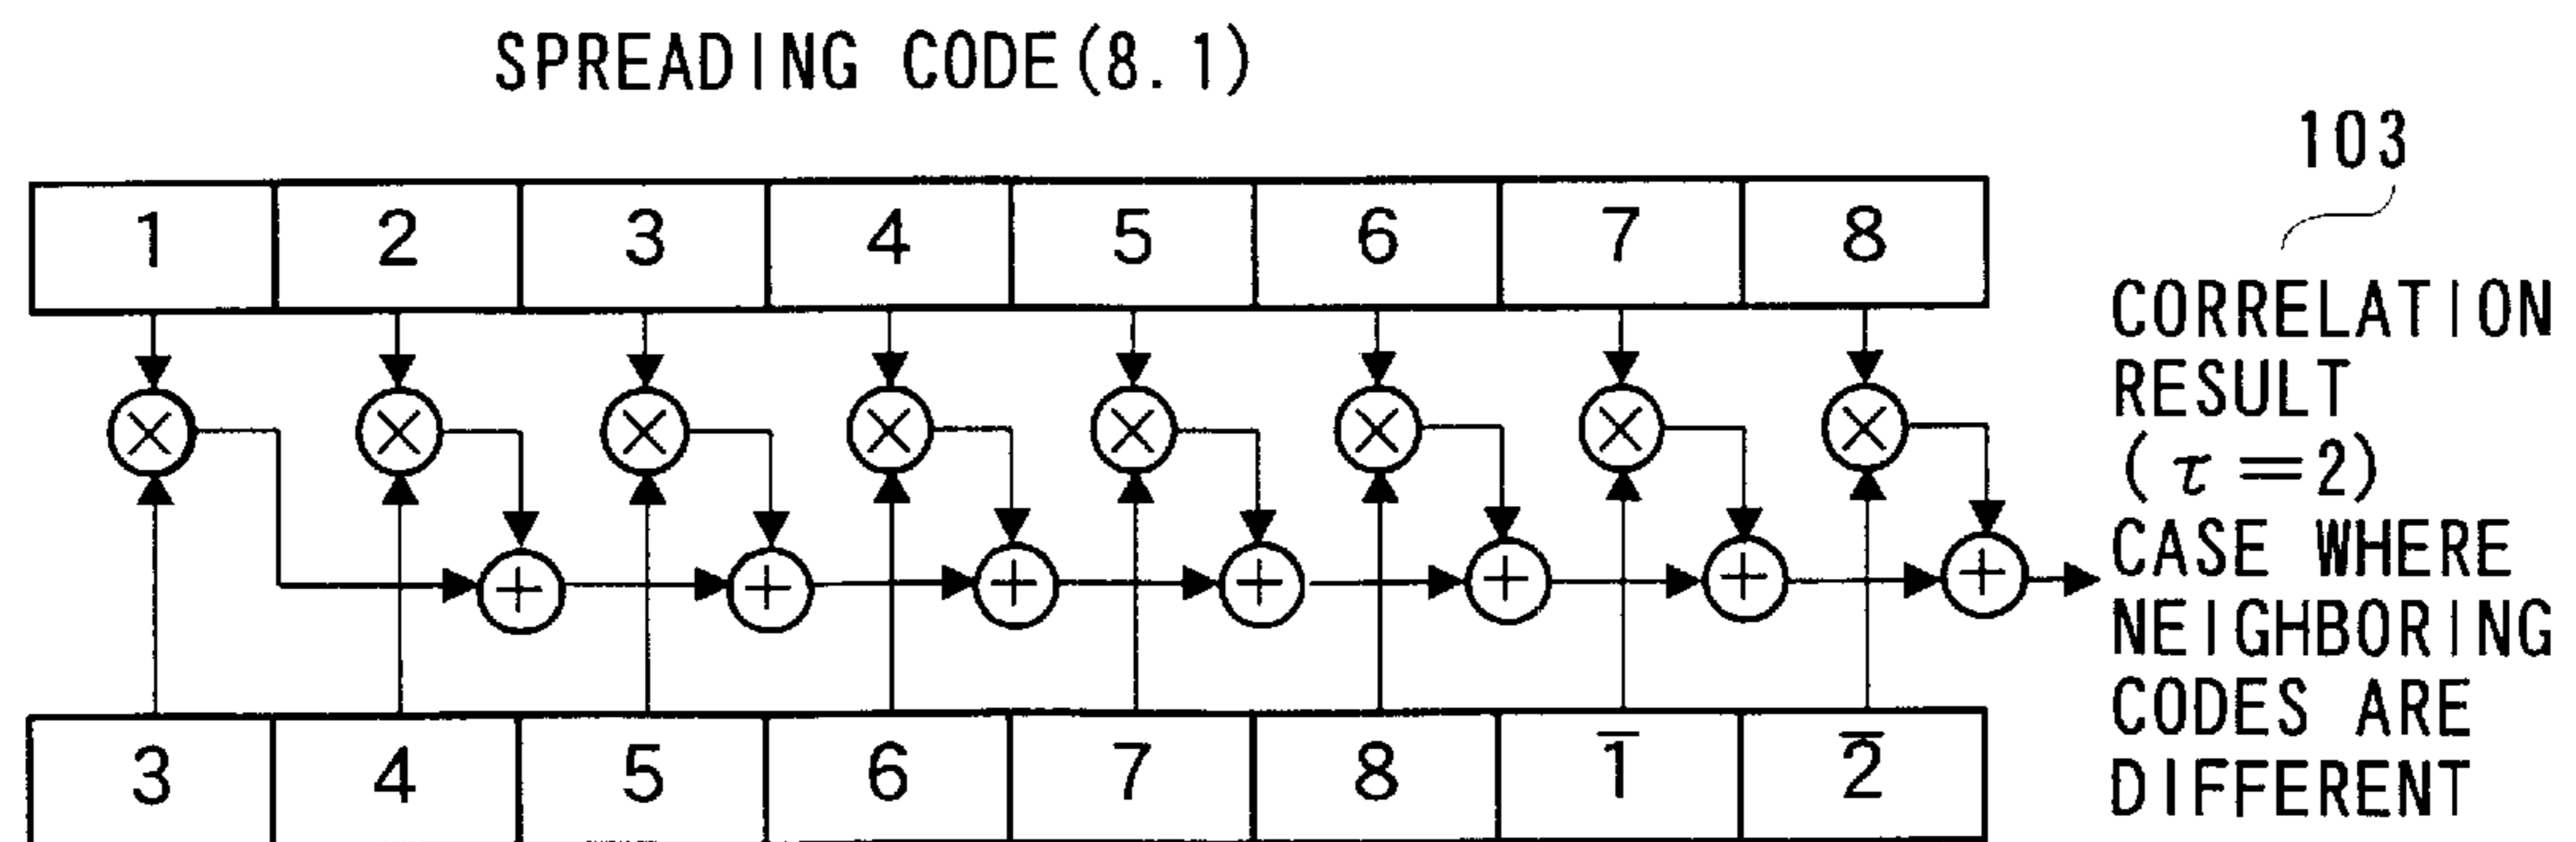 SPREADING CODE(8.1)
103
1 2 3 4 5 6 7 8
CORRELATION
RESULT
(τ=2)
CASE WHERE
NEIGHBORING
CODES ARE
DIFFERENT
3 4 5 6 7 8 1̅ 2̅